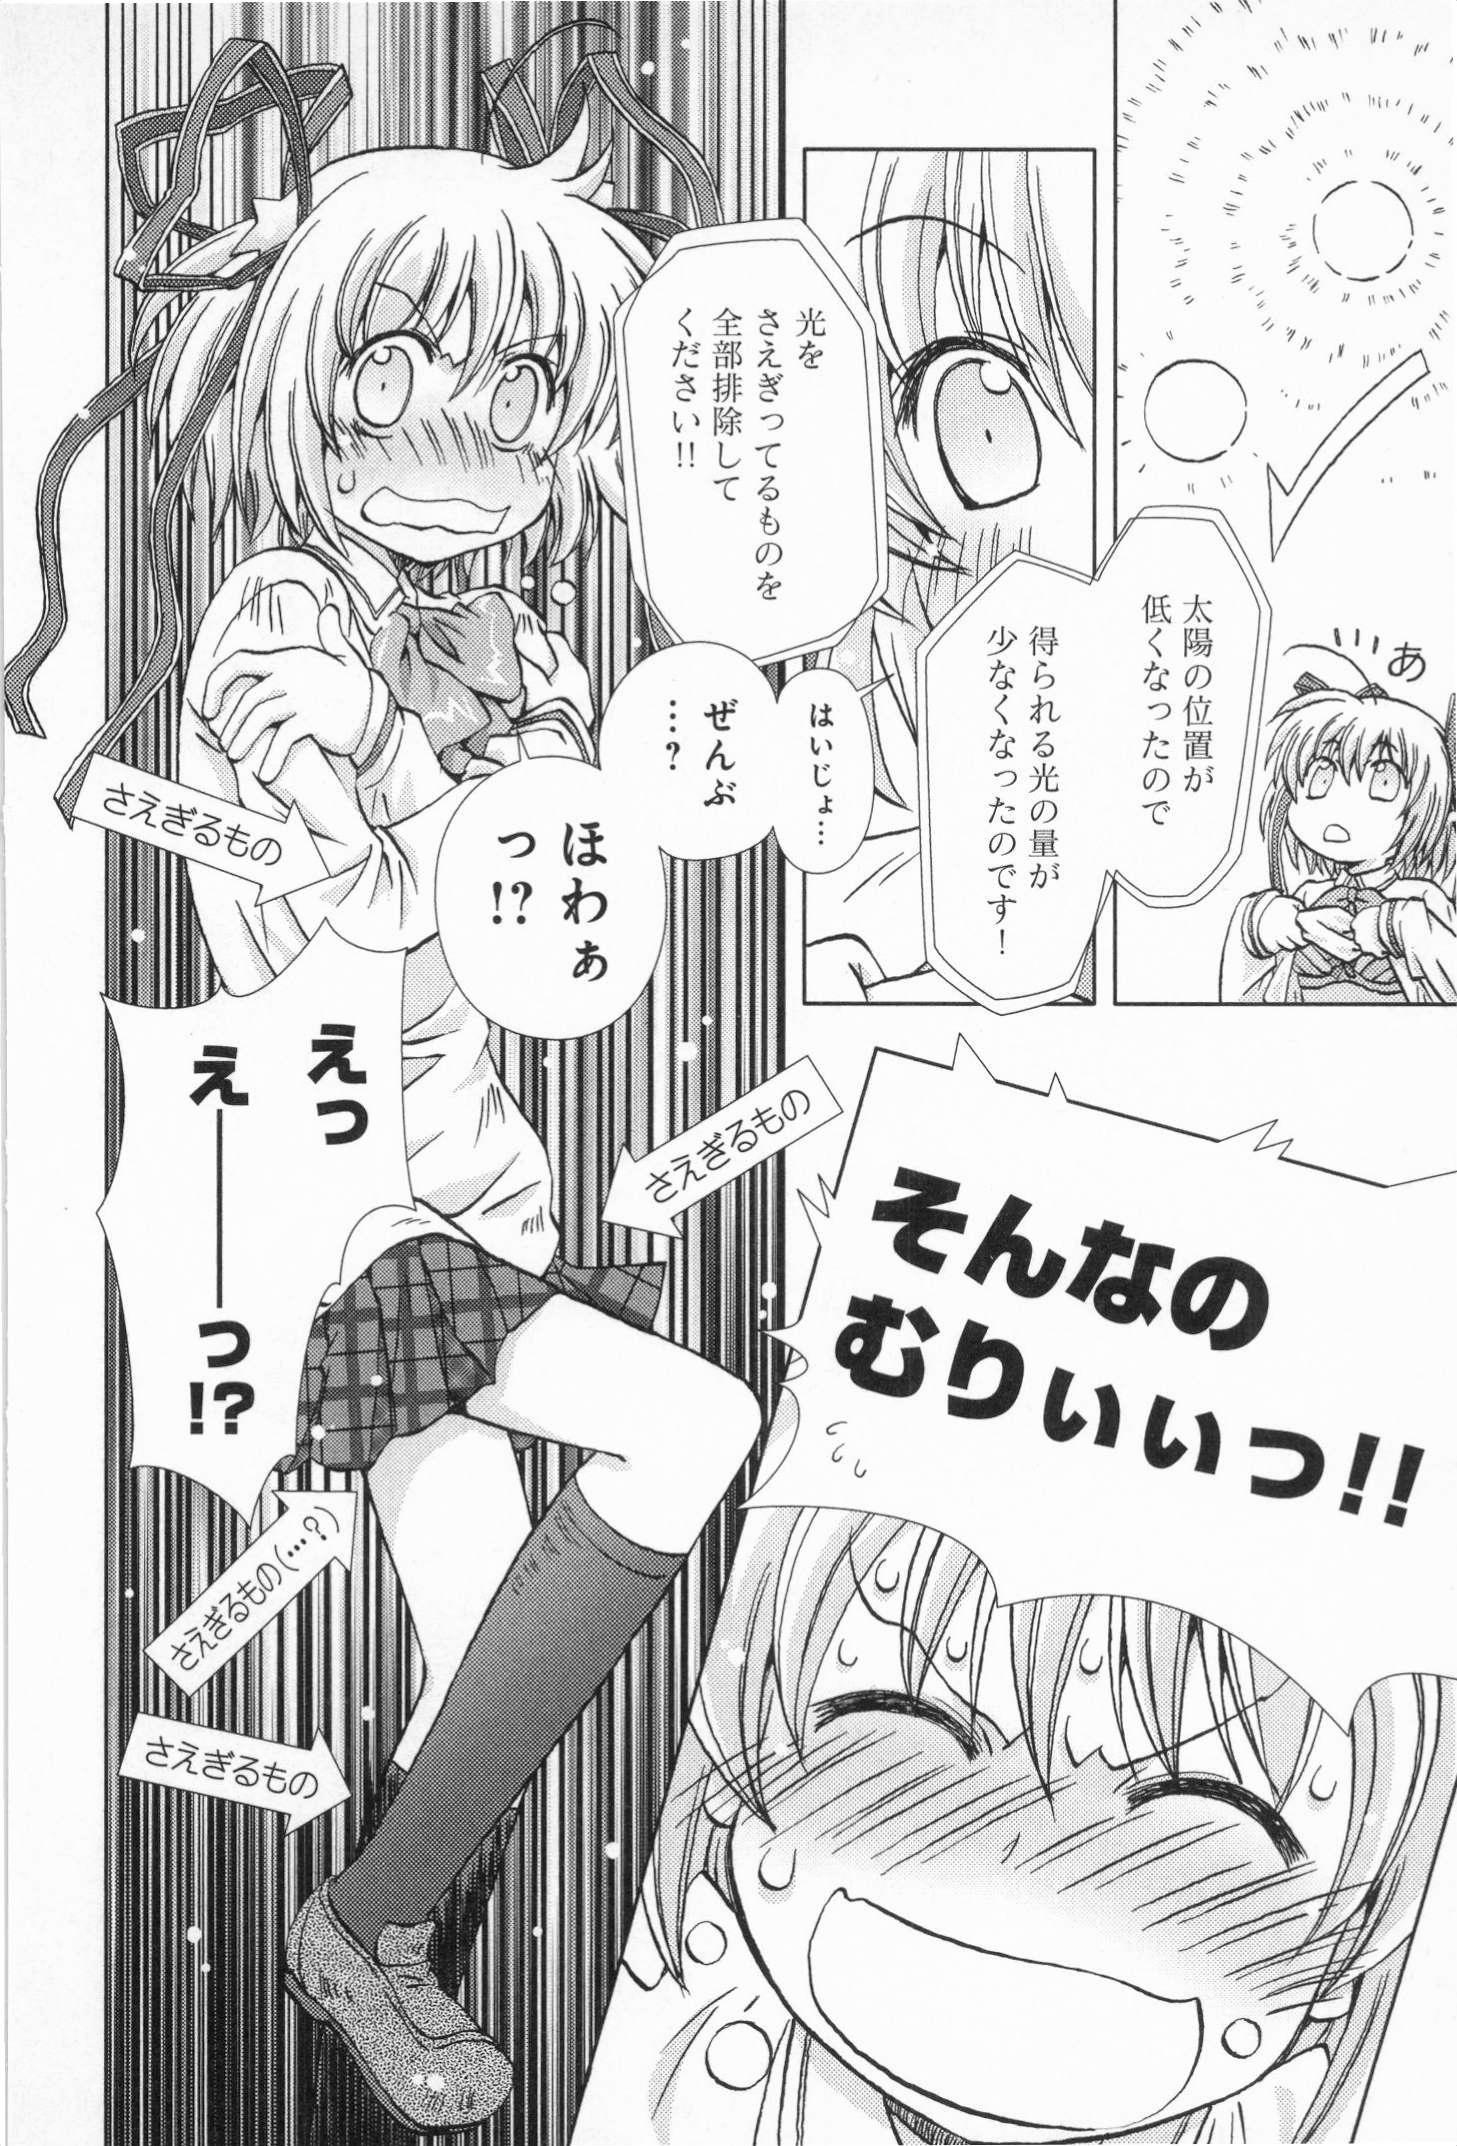 あ
太陽の位置が
低くなったので
得られる光の量が
少なくなったのです！
光を
さえぎってるものを
全部排除して
ください!!
はいじょ…
ぜんぶ
…？
ほわぁ
っ!?
さえぎるもの
えっ
えーーっ!?
さえぎるもの
さえぎるもの(…？)
さえぎるもの
そんなの
むりぃぃっ!!